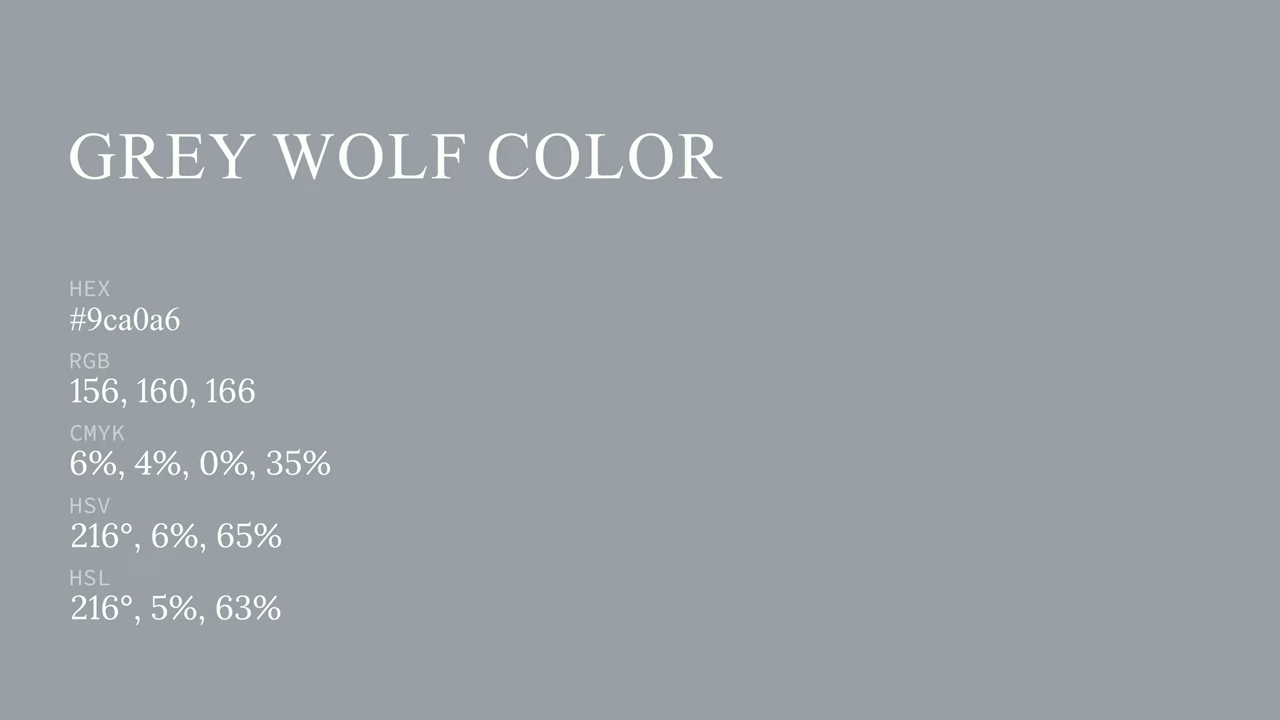 GREY WOLF COLOR
HEX
#9ca0a6
RGB
156, 160, 166
CMYK
6%, 4%, 0%, 35%
HSV
216°, 6%, 65%
HSL
216°, 5%, 63%